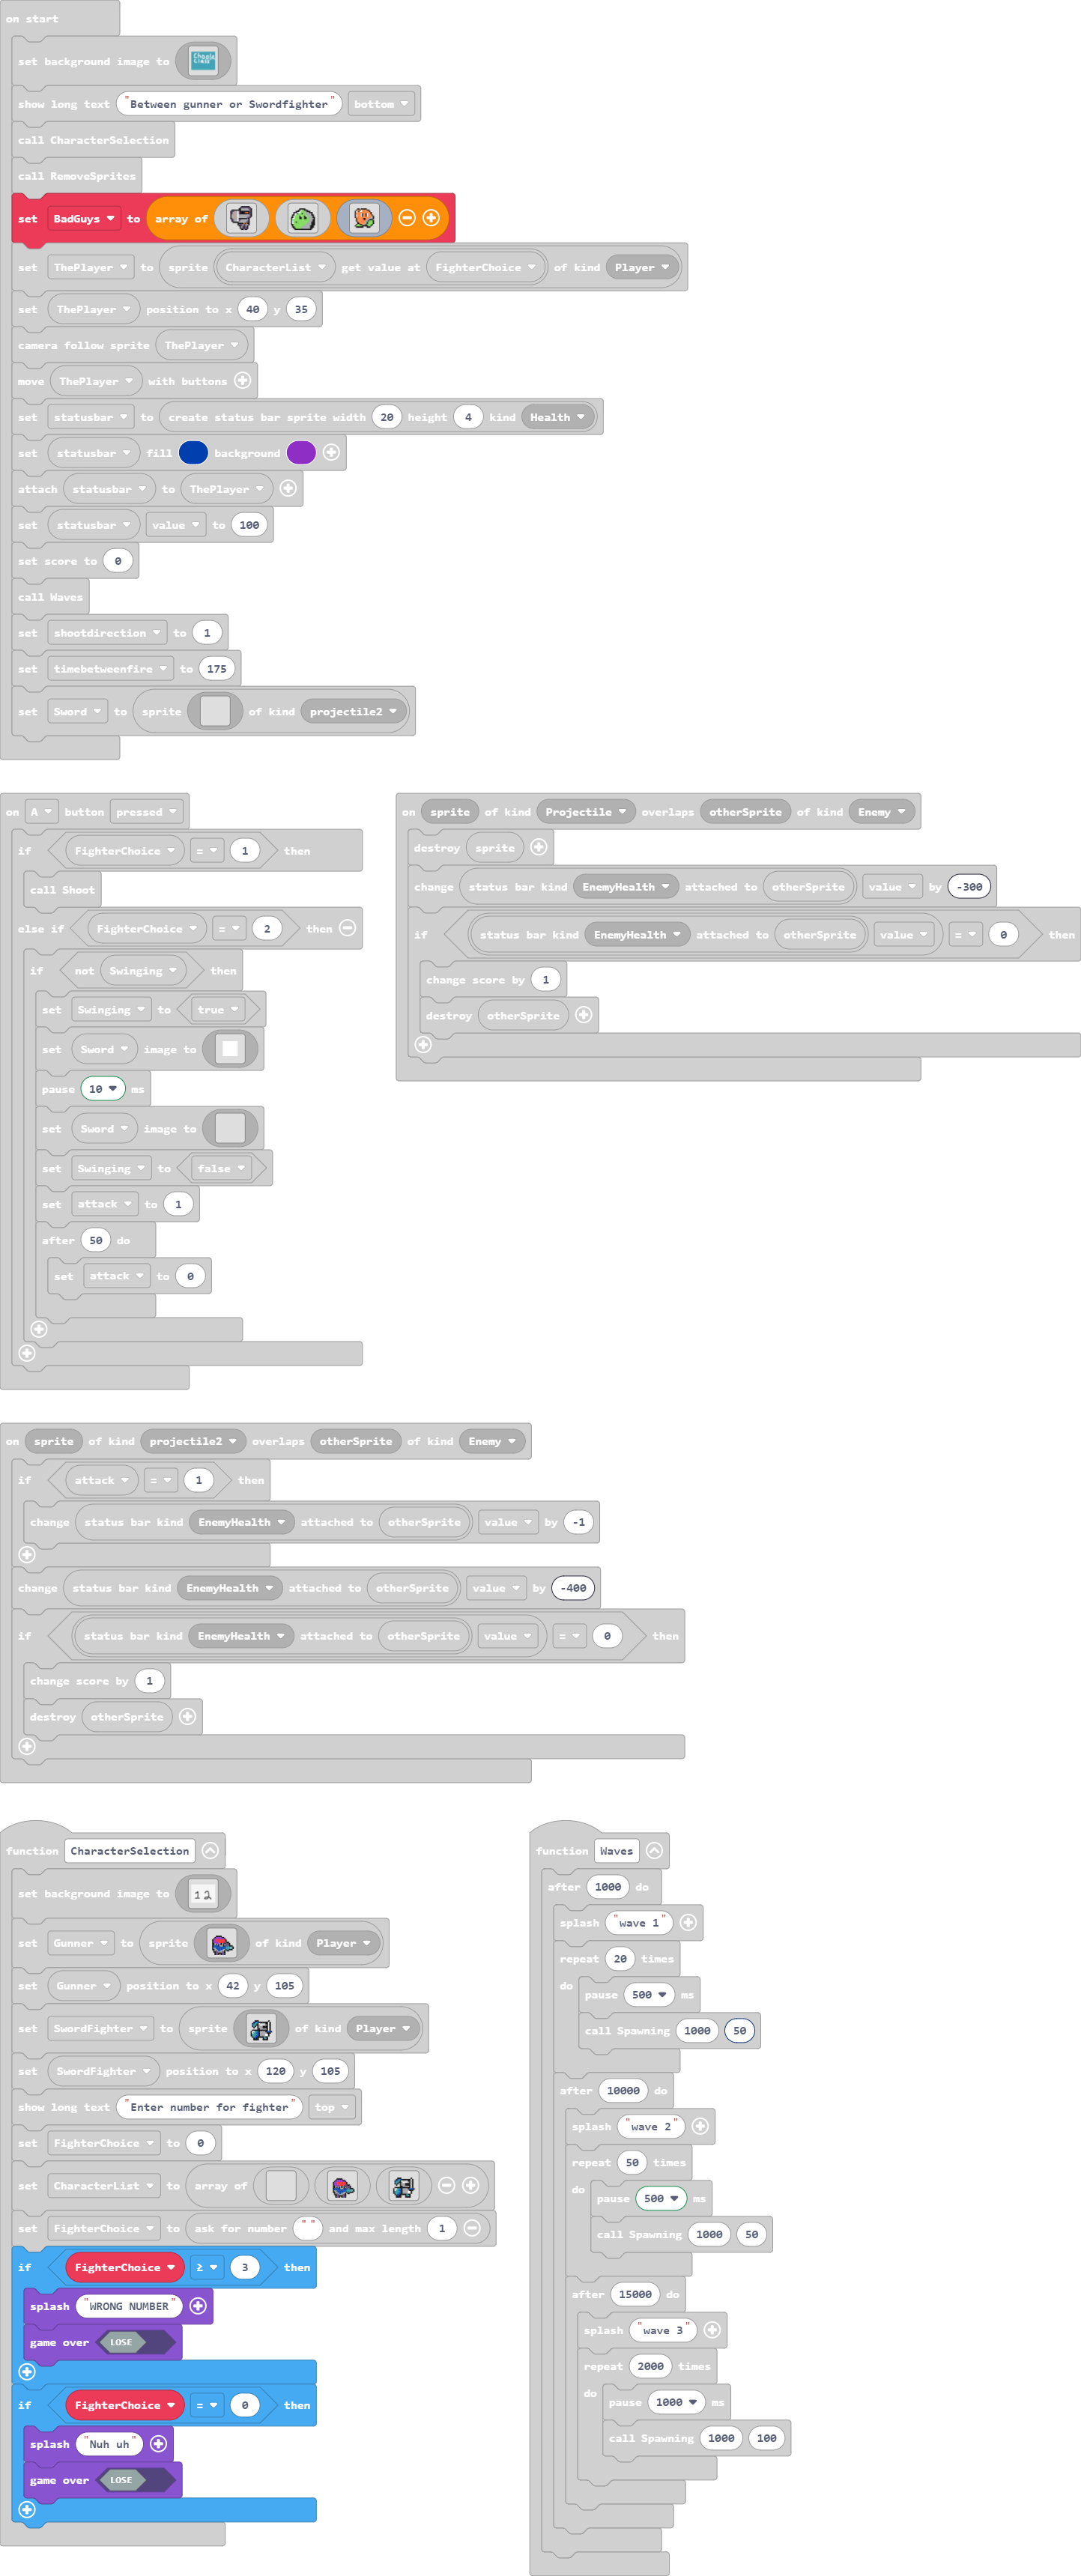 on start
set background image to
show long text "Between gunner or Swordfighter" bottom
call CharacterSelection
call RemoveSprites
set BadGuys to array of
set ThePlayer to sprite CharacterList get value at FighterChoice of kind Player
set ThePlayer position to x 40 y 35
camera follow sprite ThePlayer
move ThePlayer with buttons
set statusbar to create status bar sprite width 20 height 4 kind Health
set statusbar fill background
attach statusbar to ThePlayer
set statusbar value to 100
set score to 0
call Waves
set shootdirection to 1
set timebetweenfire to 175
set Sword to sprite of kind projectile2
on A button pressed
if FighterChoice = 1 then
call Shoot
else if FighterChoice = 2 then
if not Swinging then
set Swinging to true
set Sword image to
pause 10 ms
set Sword image to
set Swinging to false
set attack to 1
after 50 do
set attack to 0
on sprite of kind Projectile overlaps otherSprite of kind Enemy
destroy sprite
change status bar kind EnemyHealth attached to otherSprite value by -300
if status bar kind EnemyHealth attached to otherSprite value = 0 then
change score by 1
destroy otherSprite
on sprite of kind projectile2 overlaps otherSprite of kind Enemy
if attack = 1 then
change status bar kind EnemyHealth attached to otherSprite value by -1
change status bar kind EnemyHealth attached to otherSprite value by -400
if status bar kind EnemyHealth attached to otherSprite value = 0 then
change score by 1
destroy otherSprite
function CharacterSelection
set background image to 12
set Gunner to sprite of kind Player
set Gunner position to x 42 y 105
set SwordFighter to sprite of kind Player
set SwordFighter position to x 120 y 105
show long text "Enter number for fighter" top
set FighterChoice to 0
set CharacterList to array of
set FighterChoice to ask for number "" and max length 1
if FighterChoice ≥ 3 then
splash "WRONG NUMBER"
game over LOSE
if FighterChoice = 0 then
splash "Nuh uh"
game over LOSE
function Waves
after 1000 do
splash "wave 1"
repeat 20 times
do pause 500 ms
call Spawning 1000 50
after 10000 do
splash "wave 2"
repeat 50 times
do pause 500 ms
call Spawning 1000 50
after 15000 do
splash "wave 3"
repeat 2000 times
do pause 1000 ms
call Spawning 1000 100